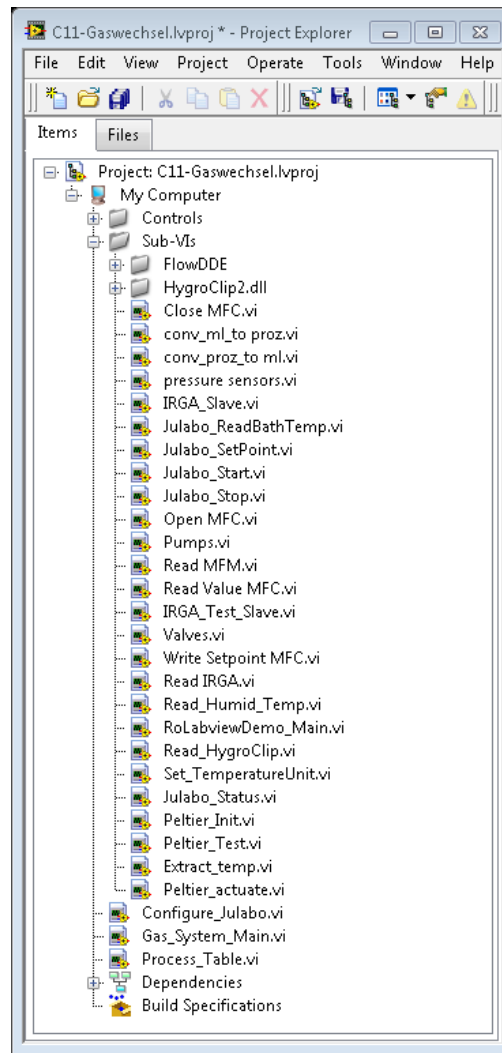 C11-Gaswechsel.lvproj * - Project Explorer
File Edit View Project Operate Tools Window Help
Items Files
Project: C11-Gaswechsel.lvproj
My Computer
Controls
Sub-VIs
FlowDDE
HygroClip2.dll
Close MFC.vi
conv_ml_to proz.vi
conv_proz_to ml.vi
pressure sensors.vi
IRGA_Slave.vi
Julabo_ReadBathTemp.vi
Julabo_SetPoint.vi
Julabo_Start.vi
Julabo_Stop.vi
Open MFC.vi
Pumps.vi
Read MFM.vi
Read Value MFC.vi
IRGA_Test_Slave.vi
Valves.vi
Write Setpoint MFC.vi
Read IRGA.vi
Read_Humid_Temp.vi
RoLabviewDemo_Main.vi
Read_HygroClip.vi
Set_TemperatureUnit.vi
Julabo_Status.vi
Peltier_Init.vi
Peltier_Test.vi
Extract_temp.vi
Peltier_actuate.vi
Configure_Julabo.vi
Gas_System_Main.vi
Process_Table.vi
Dependencies
Build Specifications